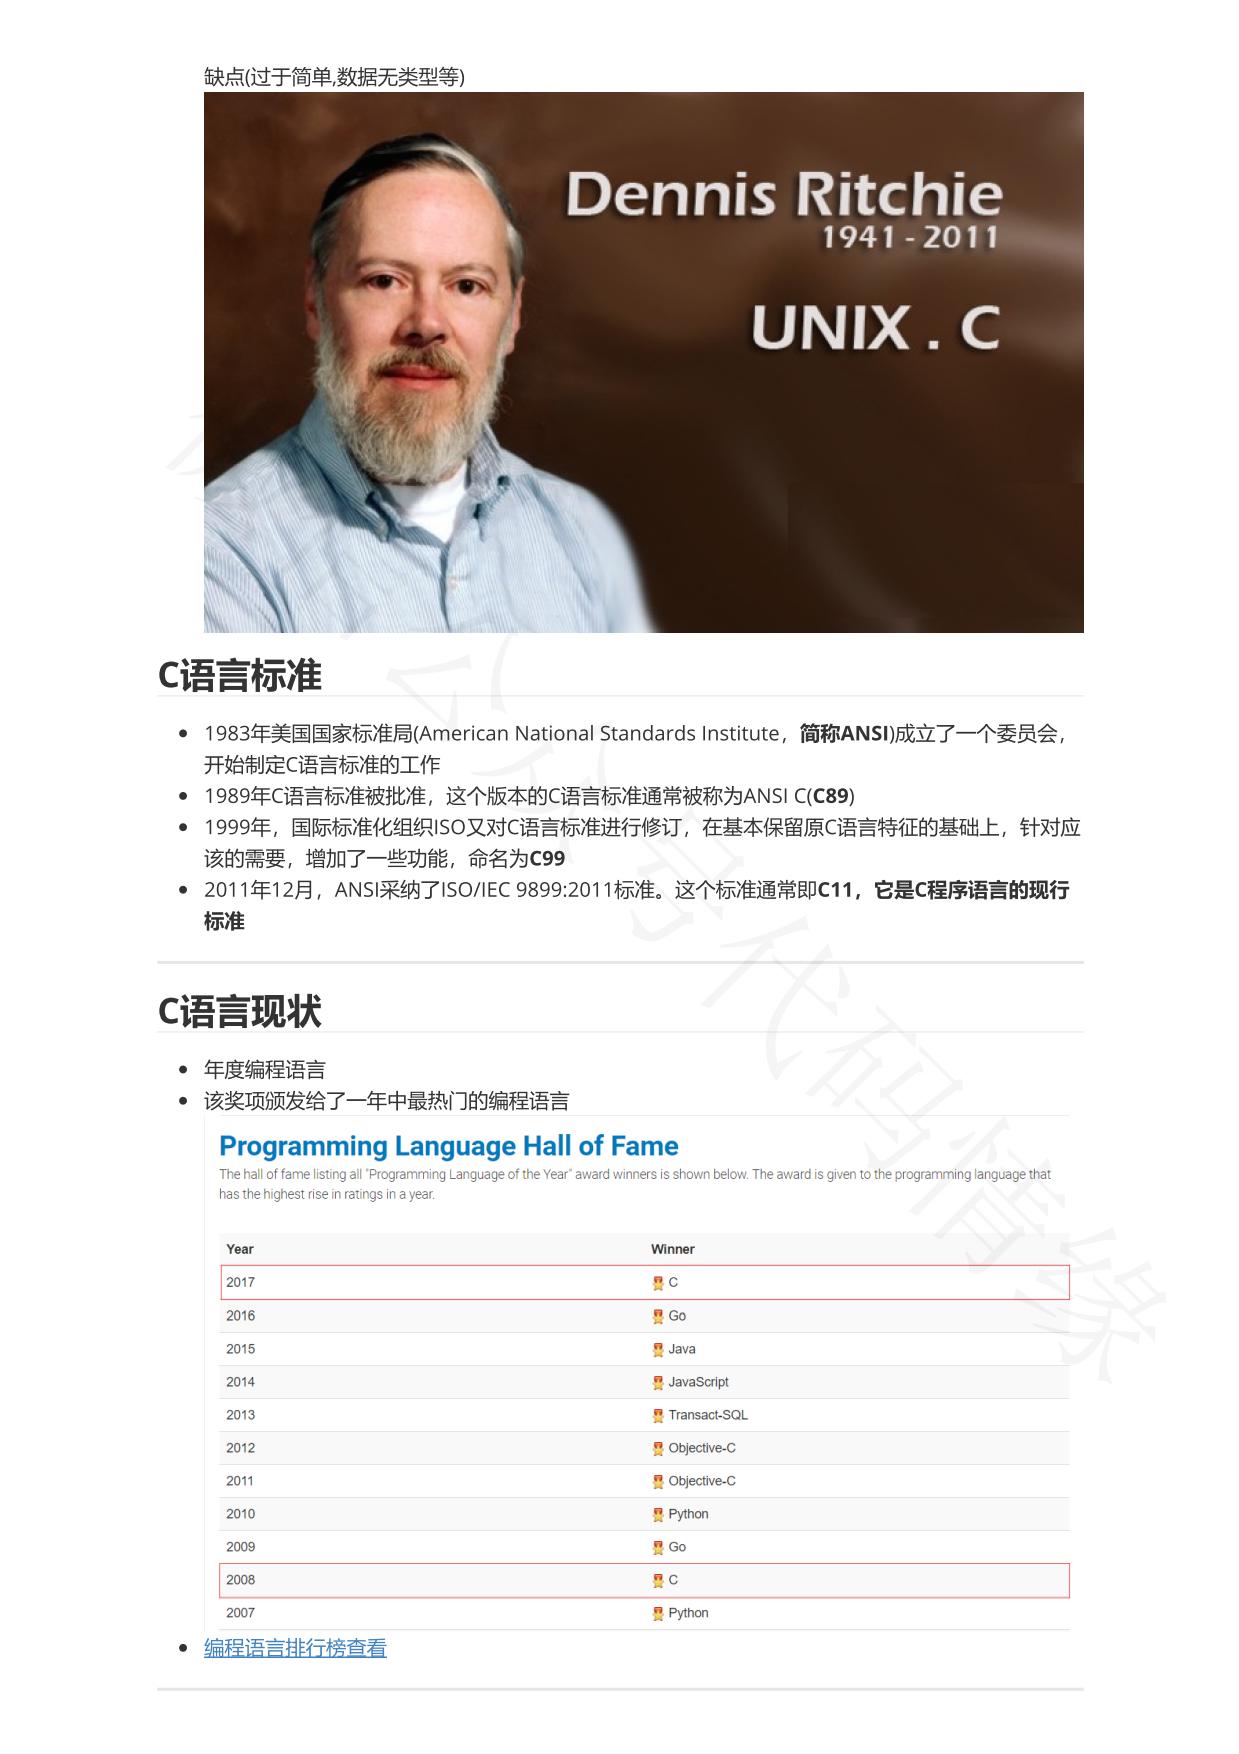 缺点(过于简单,数据无类型等)
Dennis Ritchie
1941 - 2011
UNIX . C
C语言标准
1983年美国国家标准局(American National Standards Institute，简称ANSI)成立了一个委员会，
开始制定C语言标准的工作
1989年C语言标准被批准，这个版本的C语言标准通常被称为ANSI C(C89)
1999年，国际标准化组织ISO又对C语言标准进行修订，在基本保留原C语言特征的基础上，针对应
该的需要，增加了一些功能，命名为C99
2011年12月，ANSI采纳了ISO/IEC 9899:2011标准。这个标准通常即C11，它是C程序语言的现行
标准
C语言现状
年度编程语言
该奖项颁发给了一年中最热门的编程语言
Programming Language Hall of Fame
The hall of fame listing all "Programming Language of the Year" award winners is shown below. The award is given to the programming language that
has the highest rise in ratings in a year.
Year Winner
2017 C
2016 Go
2015 Java
2014 JavaScript
2013 Transact-SQL
2012 Objective-C
2011 Objective-C
2010 Python
2009 Go
2008 C
2007 Python
编程语言排行榜查看
公众号代码情缘